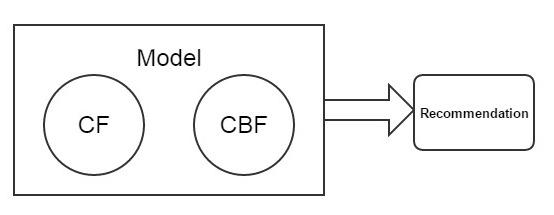 Model
CF
CBF
Recommendation